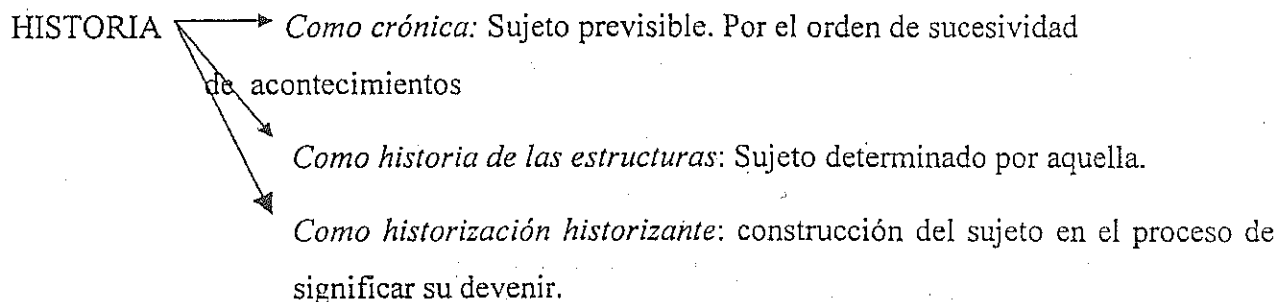 HISTORIA Como crónica: Sujeto previsible. Por el orden de sucesividad
de acontecimientos
Como historia de las estructuras: Sujeto determinado por aquella.
Como historización historizante: construcción del sujeto en el proceso de
significar su devenir.